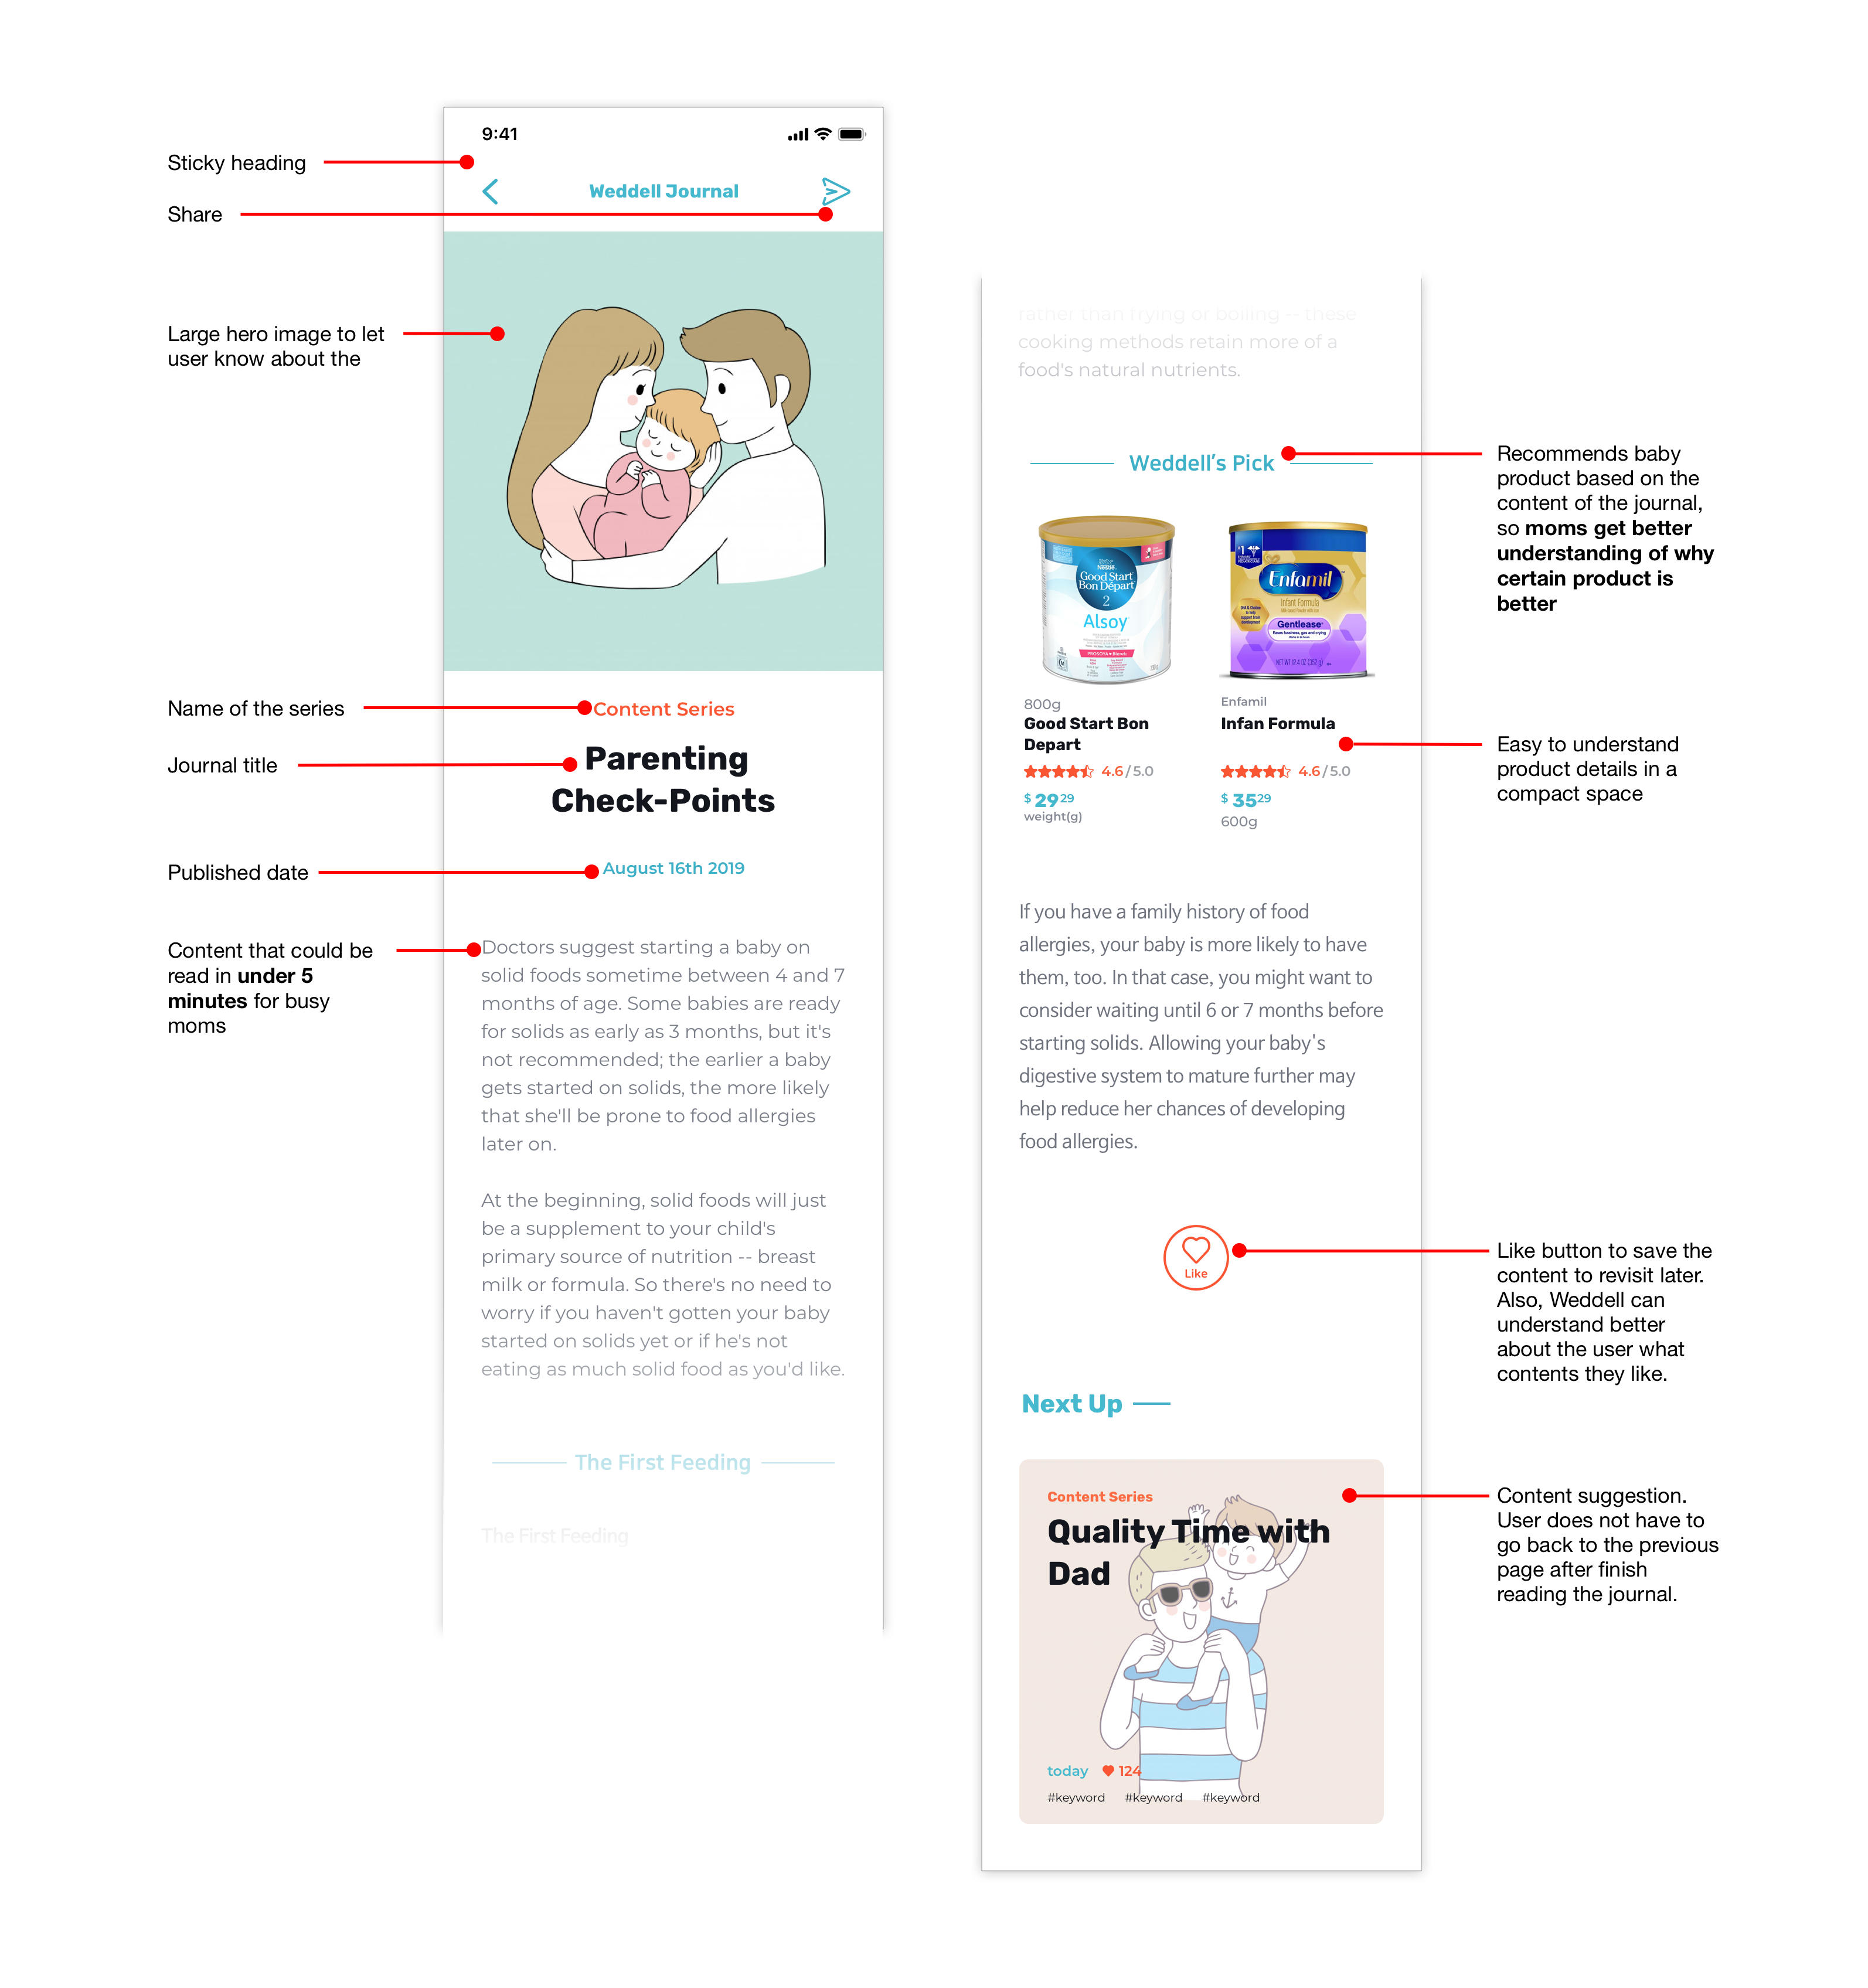 9:41
Sticky heading
Weddell Journal
Share
Large hero image to let
user know about the
Name of the series
Content Series
Journal title
Parenting
Check-Points
Published date
August 16th 2019
Content that could be
read in under 5
minutes for busy
moms
Doctors suggest starting a baby on
solid foods sometime between 4 and 7
months of age. Some babies are ready
for solids as early as 3 months, but it's
not recommended; the earlier a baby
gets started on solids, the more likely
that she'll be prone to food allergies
later on.
At the beginning, solid foods will just
be a supplement to your child's
primary source of nutrition -- breast
milk or formula. So there's no need to
worry if you haven't gotten your baby
started on solids yet or if he's not
eating as much solid food as you'd like.
The First Feeding
The First Feeding
rather than frying or boiling -- these
cooking methods retain more of a
food's natural nutrients.
Weddell's Pick
Recommends baby
product based on the
content of the journal,
so moms get better
understanding of why
certain product is
better
Nestlé
Good Start
Bon Départ
2
Alsoy
PROSOYA Blends
#1
Enfamil
Infant Formula
Gentlease
Eases fussiness, gas and crying
NET WT 12.4 OZ (352 g)
800g
Good Start Bon
Depart
4.6/5.0
$ 29 29
weight(g)
Enfamil
Infan Formula
4.6/5.0
$ 35 29
600g
Easy to understand
product details in a
compact space
If you have a family history of food
allergies, your baby is more likely to have
them, too. In that case, you might want to
consider waiting until 6 or 7 months before
starting solids. Allowing your baby's
digestive system to mature further may
help reduce her chances of developing
food allergies.
Like
Like button to save the
content to revisit later.
Also, Weddell can
understand better
about the user what
contents they like.
Next Up
Content Series
Quality Time with
Dad
today 124
#keyword #keyword #keyword
Content suggestion.
User does not have to
go back to the previous
page after finish
reading the journal.